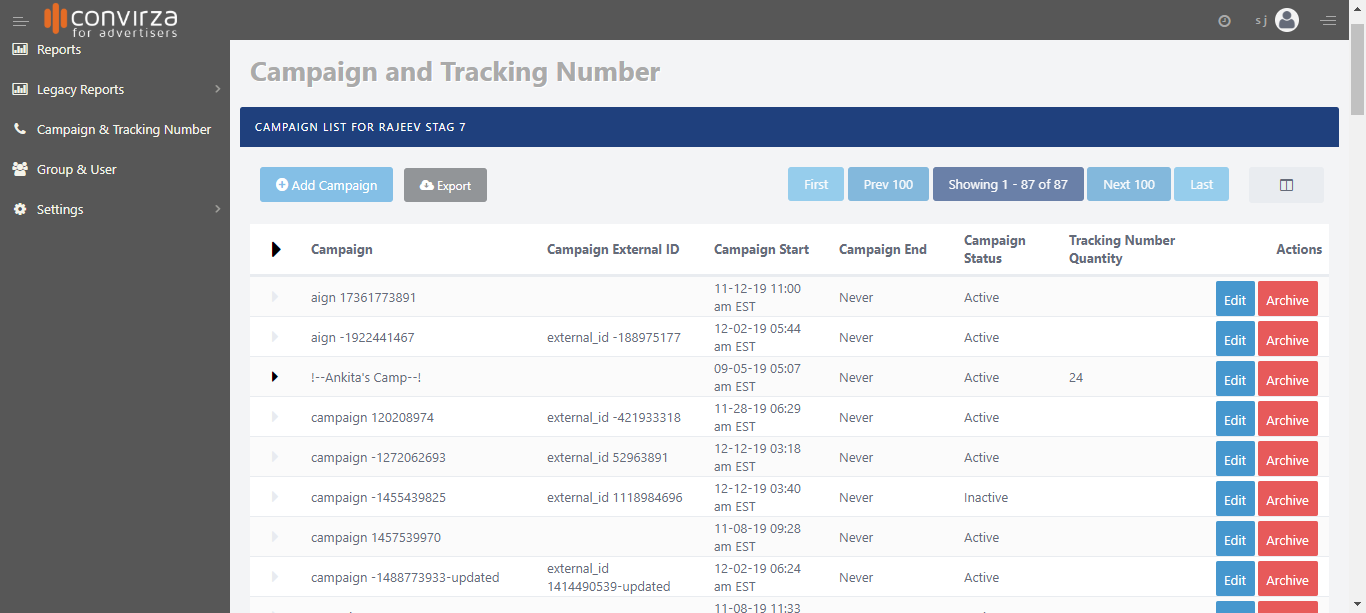 convirza
for advertisers
s j
Reports
Legacy Reports
Campaign & Tracking Number
Group & User
Settings
Campaign and Tracking Number
CAMPAIGN LIST FOR RAJEEV STAG 7
Add Campaign
Export
First
Prev 100
Showing 1 - 87 of 87
Next 100
Last
Campaign Campaign External ID Campaign Start Campaign End Campaign Status Tracking Number Quantity Actions
aign 17361773891 11-12-19 11:00 am EST Never Active Edit Archive
aign -1922441467 external_id -188975177 12-02-19 05:44 am EST Never Active Edit Archive
!--Ankita's Camp--! 09-05-19 05:07 am EST Never Active 24 Edit Archive
campaign 120208974 external_id -421933318 11-28-19 06:29 am EST Never Active Edit Archive
campaign -1272062693 external_id 52963891 12-12-19 03:18 am EST Never Active Edit Archive
campaign -1455439825 external_id 1118984696 12-12-19 03:40 am EST Never Inactive Edit Archive
campaign 1457539970 11-08-19 09:28 am EST Never Active Edit Archive
campaign -1488773933-updated external_id 1414490539-updated 12-02-19 06:24 am EST Never Active Edit Archive
11-08-19 11:33